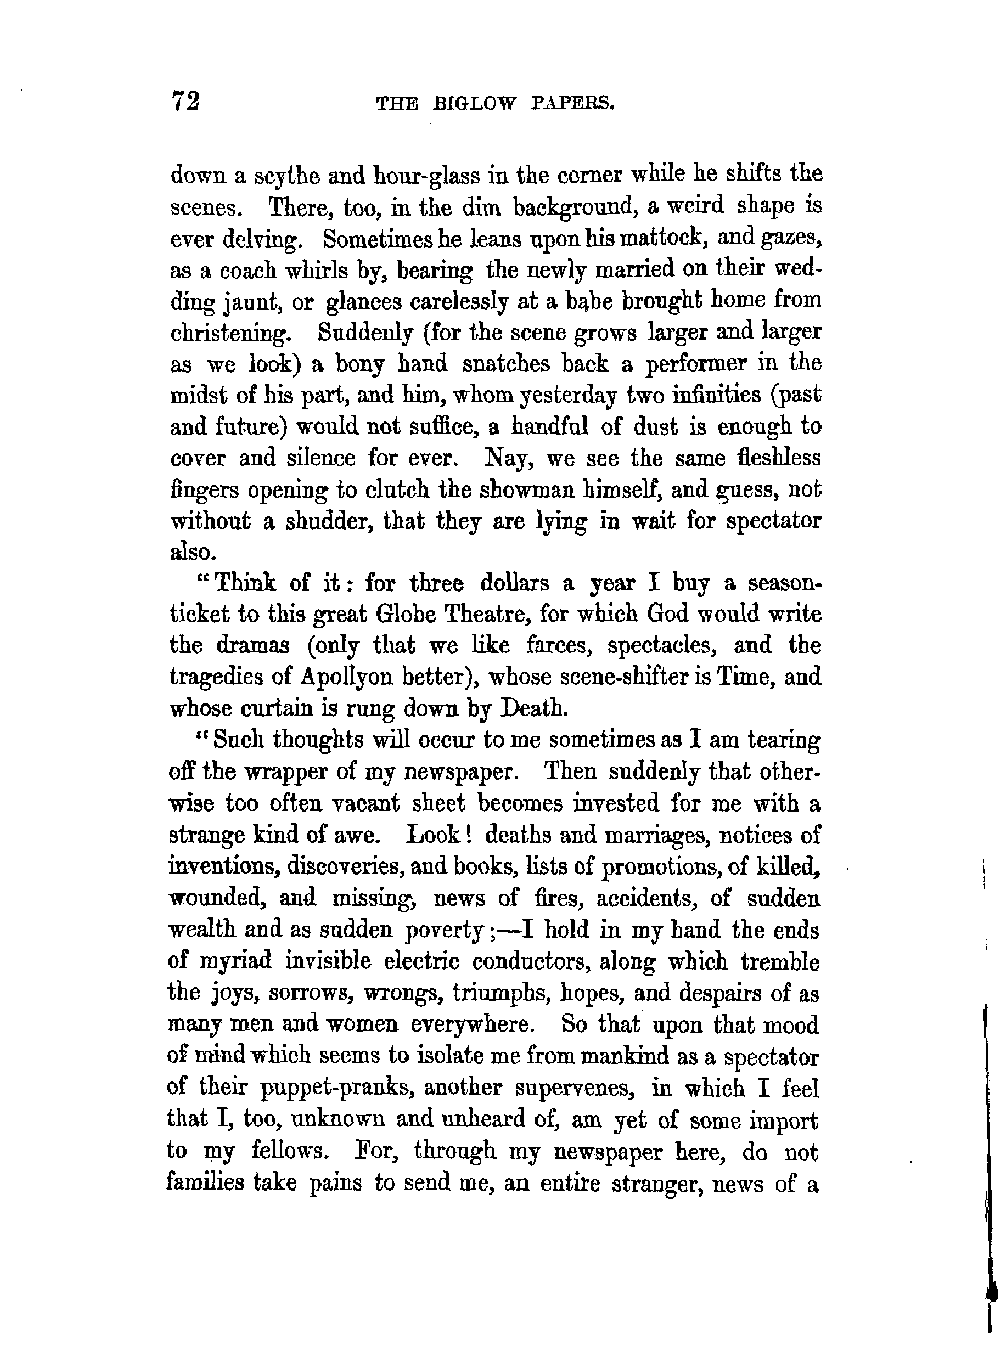 72 THE BIGLOW PAPERS.
down a scythe and hour-glass in the corner while he shifts the
scenes. There, too, in the dim background, a weird shape is
ever delving. Sometimes he leans upon his mattock, and gazes,
as a coach whirls by, bearing the newly married on their wed-
ding jaunt, or glances carelessly at a babe brought home from
christening. Suddenly (for the scene grows larger and larger
as we look) a bony hand snatches back a performer in the
midst of his part, and him, whom yesterday two infinities (past
and future) would not suffice, a handful of dust is enough to
cover and silence for ever. Nay, we see the same fleshless
fingers opening to clutch the showman himself, and guess, not
without a shudder, that they are lying in wait for spectator
also.
“Think of it: for three dollars a year I buy a season-
ticket to this great Globe Theatre, for which God would write
the dramas (only that we like farces, spectacles, and the
tragedies of Apollyon better), whose scene-shifter is Time, and
whose curtain is rung down by Death.
“Such thoughts will occur to me sometimes as I am tearing
off the wrapper of my newspaper. Then suddenly that other-
wise too often vacant sheet becomes invested for me with a
strange kind of awe. Look! deaths and marriages, notices of
inventions, discoveries, and books, lists of promotions, of killed,
wounded, and missing, news of fires, accidents, of sudden
wealth and as sudden poverty;—I hold in my hand the ends
of myriad invisible electric conductors, along which tremble
the joys, sorrows, wrongs, triumphs, hopes, and despairs of as
many men and women everywhere. So that upon that mood
of mind which seems to isolate me from mankind as a spectator
of their puppet-pranks, another supervenes, in which I feel
that I, too, unknown and unheard of, am yet of some import
to my fellows. For, through my newspaper here, do not
families take pains to send me, an entire stranger, news of a